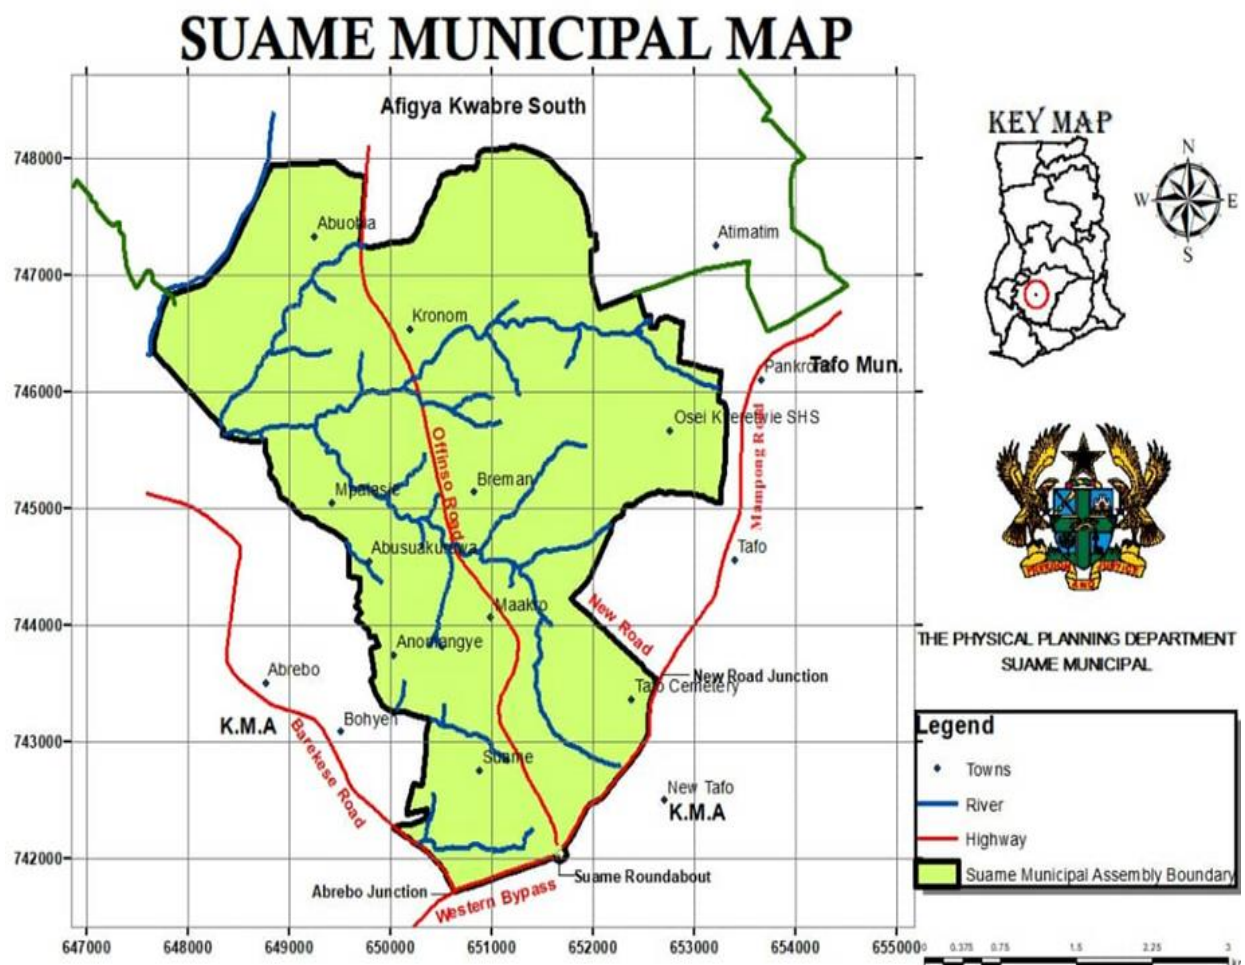 SUAME MUNICIPAL MAP
Afigya Kwabre South
KEY MAP
N
W
E
S
748000
747000
746000
745000
744000
743000
742000
Abuohia
Atimatim
Kronom
Pankrono
Tafo Mun.
Osei Kyeretwie SHS
Offinso Road
Mampong Road
Breman
Mpatasie
Tafo
Maakro
New Road
Anomangye
New Road Junction
Tafo Cemetery
Abrebo
K.M.A
Bohyen
Barekese Road
Suame
New Tafo
K.M.A
Suame Roundabout
Abrebo Junction
Western Bypass
647000
648000
649000
650000
651000
652000
653000
654000
655000
FREEDOM AND JUSTICE
THE PHYSICAL PLANNING DEPARTMENT
SUAME MUNICIPAL
Legend
Towns
River
Highway
Suame Municipal Assembly Boundary
0 0.375 0.75 1.5 2.25 3